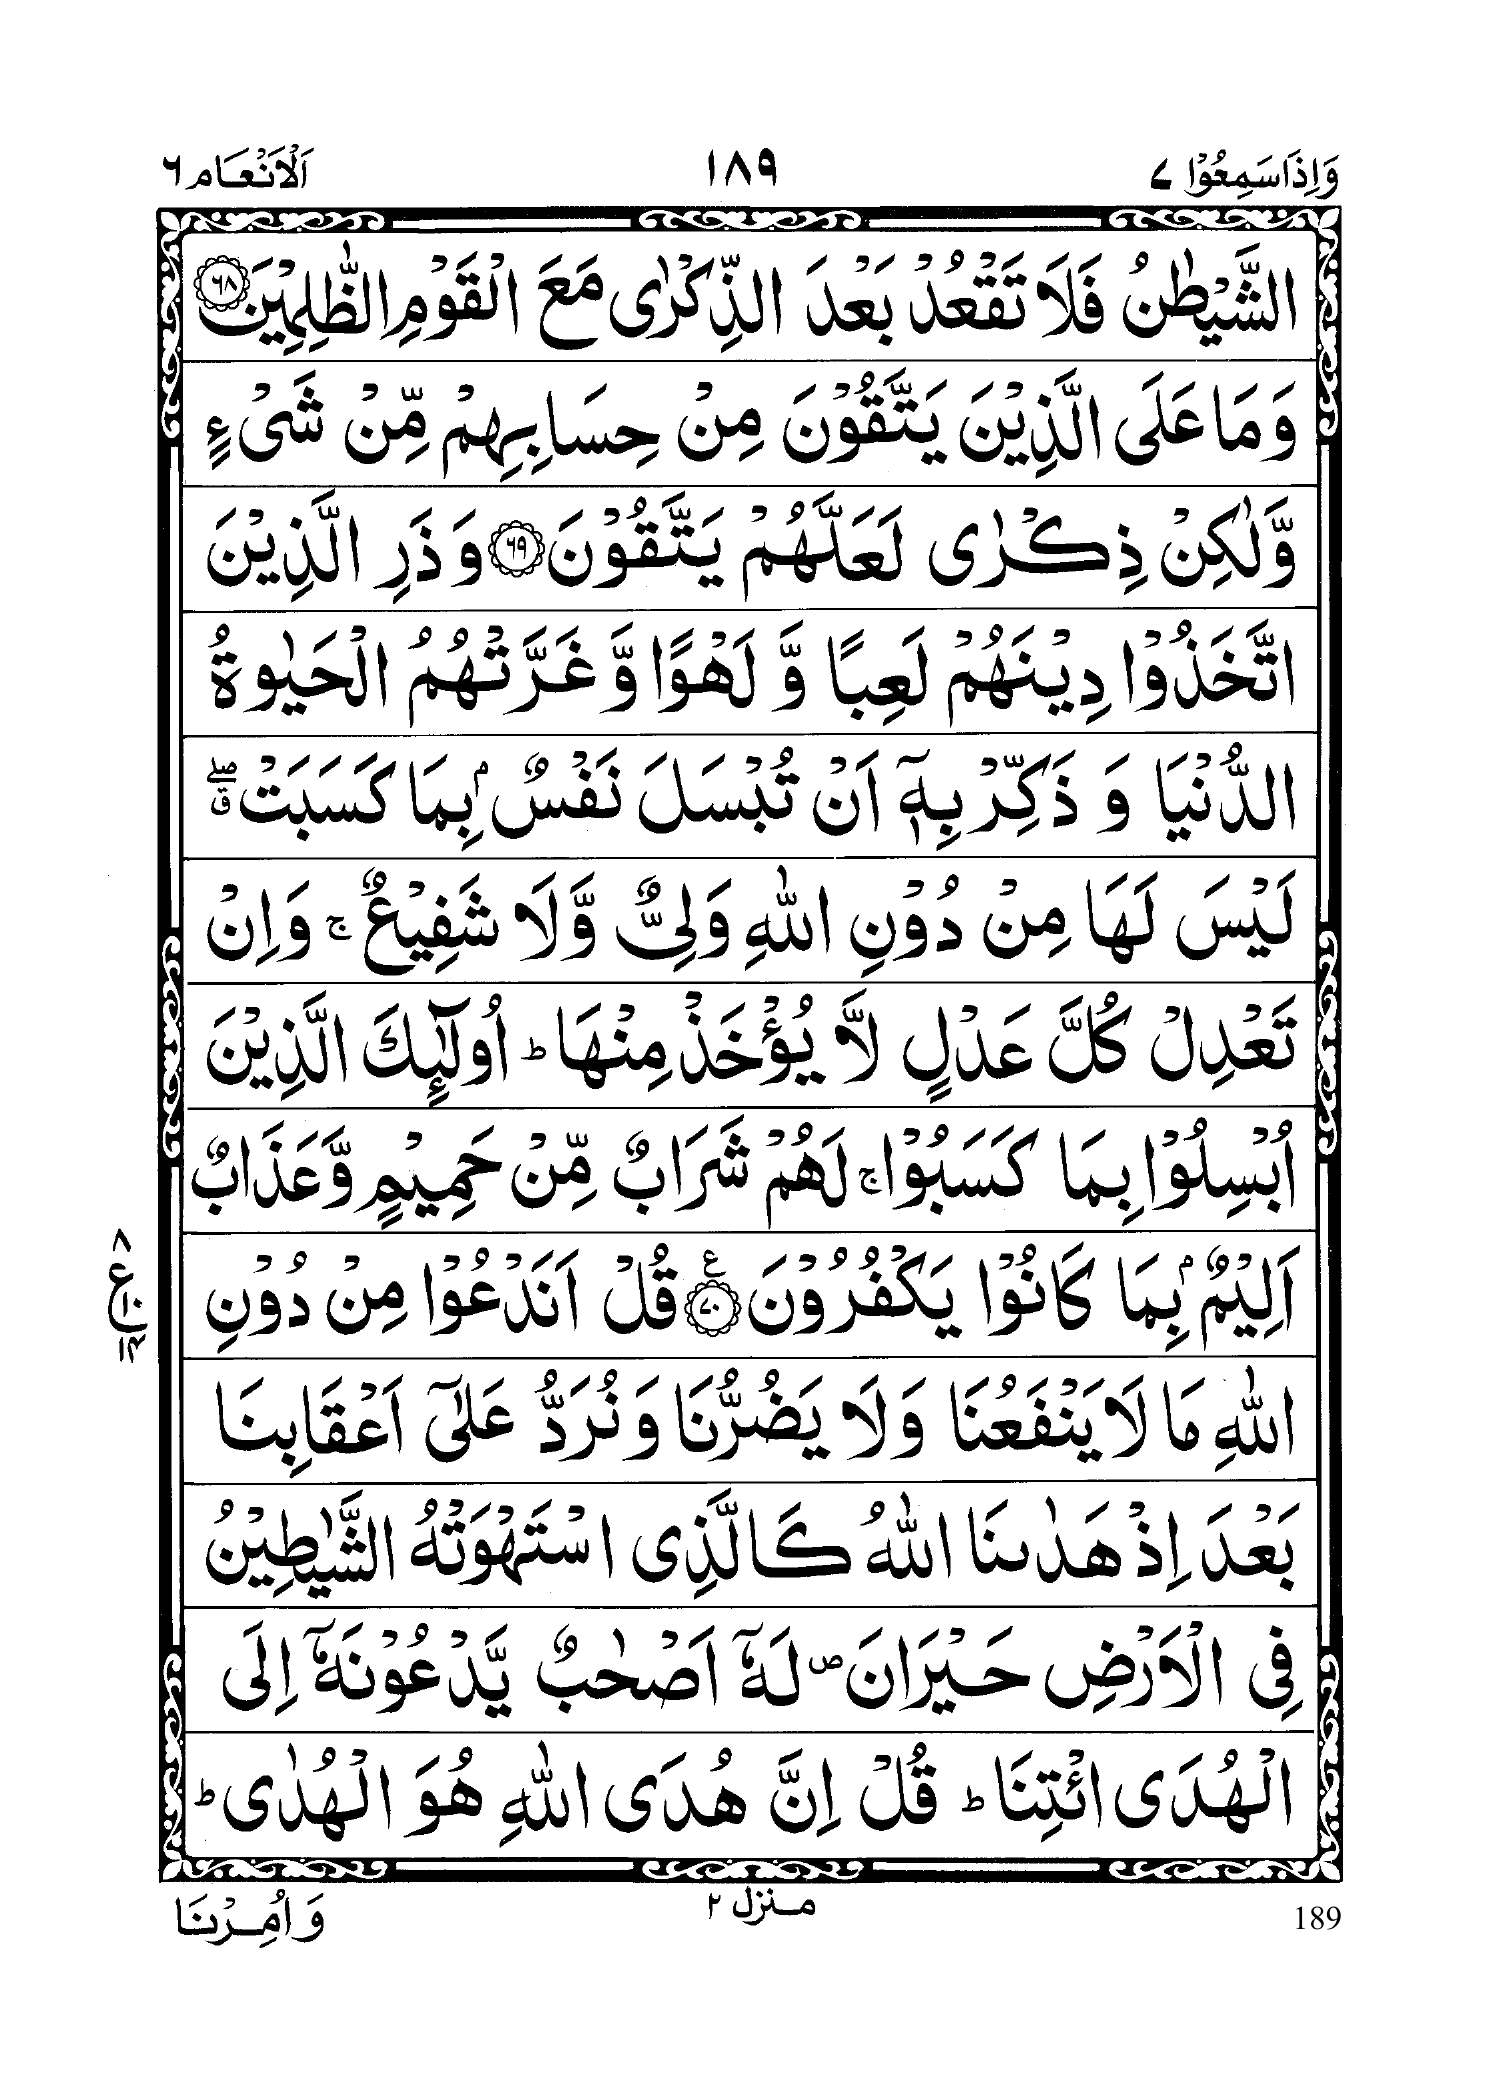 وَاِذَا سَمِعُوْا ٧
١٨٩
اَلْاَنْعَام ٦
الشَّيْطٰنُ فَلَا تَقْعُدْ بَعْدَ الذِّكْرٰى مَعَ الْقَوْمِ الظّٰلِمِيْنَ ﴿٦٨﴾
وَمَا عَلَى الَّذِيْنَ يَتَّقُوْنَ مِنْ حِسَابِهِمْ مِّنْ شَىْءٍ
وَّلٰكِنْ ذِكْرٰى لَعَلَّهُمْ يَتَّقُوْنَ ﴿٦٩﴾ وَذَرِ الَّذِيْنَ
اتَّخَذُوْا دِيْنَهُمْ لَعِبًا وَّ لَهْوًا وَّ غَرَّتْهُمُ الْحَيٰوةُ
الدُّنْيَا وَ ذَكِّرْ بِهٖۤ اَنْ تُبْسَلَ نَفْسٌۢ بِمَا كَسَبَتْ ۖق
لَيْسَ لَهَا مِنْ دُوْنِ اللّٰهِ وَلِىٌّ وَّلَا شَفِيْعٌ ۚ وَاِنْ
تَعْدِلْ كُلَّ عَدْلٍ لَّا يُؤْخَذْ مِنْهَا ؕ اُولٰٓئِكَ الَّذِيْنَ
اُبْسِلُوْا بِمَا كَسَبُوْا ۚ لَهُمْ شَرَابٌ مِّنْ حَمِيْمٍ وَّعَذَابٌ
اَلِيْمٌۢ بِمَا كَانُوْا يَكْفُرُوْنَ ﴿٧٠﴾ ع قُلْ اَنَدْعُوْا مِنْ دُوْنِ
اللّٰهِ مَا لَا يَنْفَعُنَا وَلَا يَضُرُّنَا وَنُرَدُّ عَلٰٓى اَعْقَابِنَا
بَعْدَ اِذْ هَدٰٮنَا اللّٰهُ كَالَّذِى اسْتَهْوَتْهُ الشَّيٰطِيْنُ
فِى الْاَرْضِ حَيْرَانَ ص لَهٗۤ اَصْحٰبٌ يَّدْعُوْنَهٗۤ اِلَى
الْهُدَى ائْتِنَا ؕ قُلْ اِنَّ هُدَى اللّٰهِ هُوَ الْهُدٰى ؕ
٨
ع ١٠
١٤
وَاُمِرْنَا
منزل ٢
189